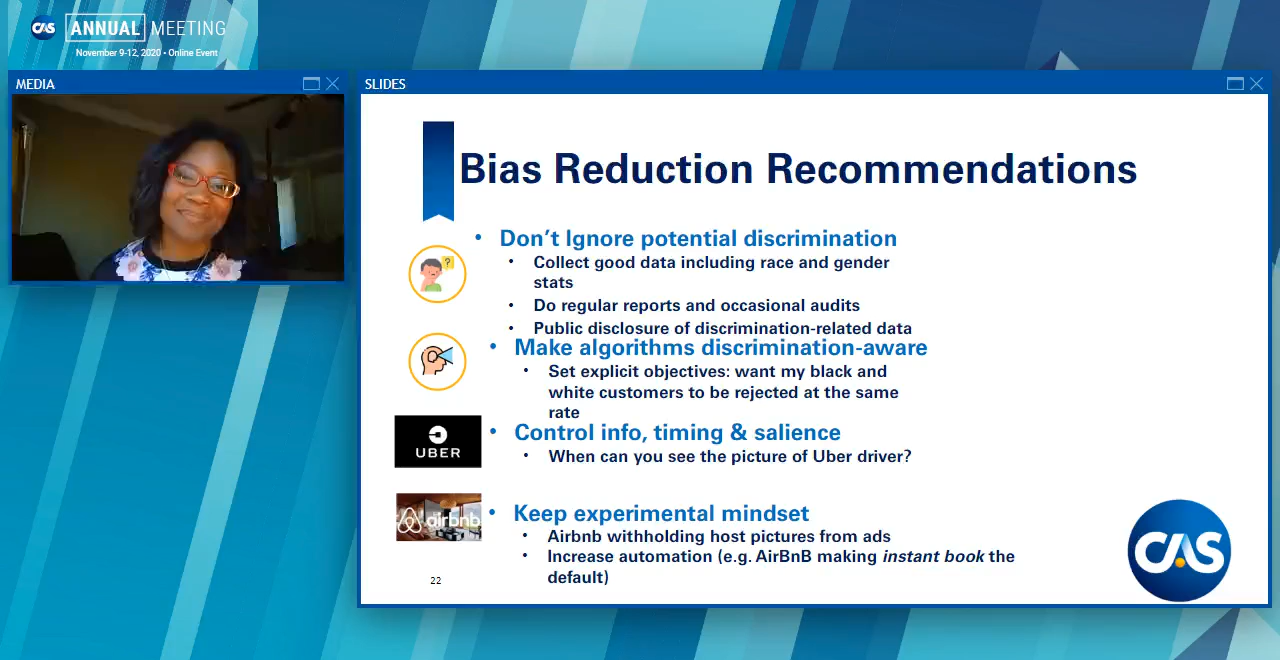 CAS ANNUAL MEETING
November 9-12, 2020 • Online Event
MEDIA
SLIDES
Bias Reduction Recommendations
• Don't Ignore potential discrimination
• Collect good data including race and gender
stats
• Do regular reports and occasional audits
• Public disclosure of discrimination-related data
• Make algorithms discrimination-aware
• Set explicit objectives: want my black and
white customers to be rejected at the same
rate
UBER
• Control info, timing & salience
• When can you see the picture of Uber driver?
airbnb
• Keep experimental mindset
• Airbnb withholding host pictures from ads
• Increase automation (e.g. AirBnB making instant book the
default)
22
CAS